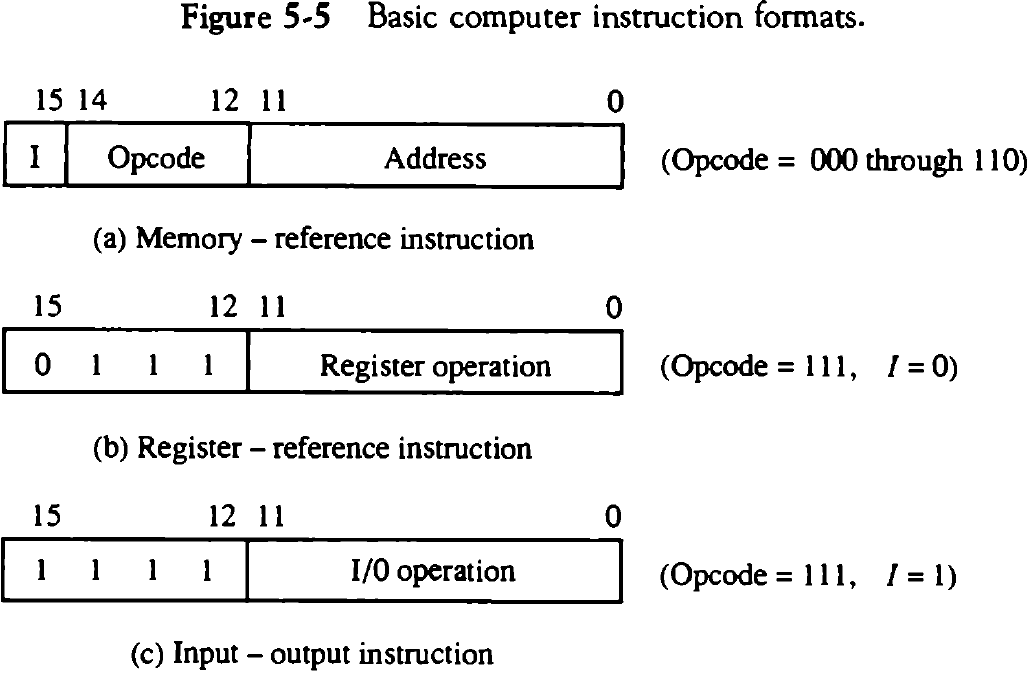 Figure 5-5 Basic computer instruction formats.
15 14 12 11 0
I Opcode Address (Opcode = 000 through 110)
(a) Memory – reference instruction
15 12 11 0
0 1 1 1 Register operation (Opcode = 111, I = 0)
(b) Register – reference instruction
15 12 11 0
1 1 1 1 I/O operation (Opcode = 111, I = 1)
(c) Input – output instruction